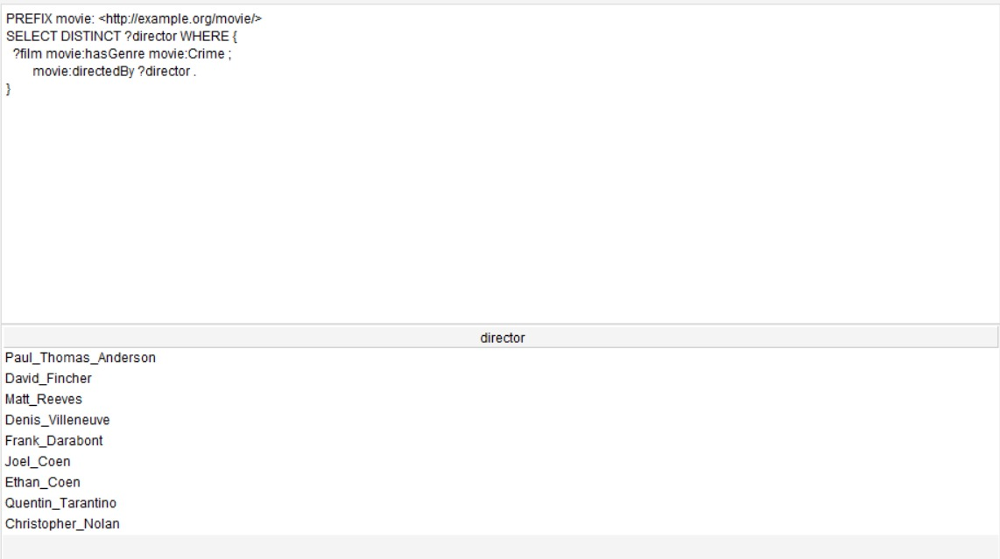 PREFIX movie: <http://example.org/movie/>
SELECT DISTINCT ?director WHERE {
?film movie:hasGenre movie:Crime ;
movie:directedBy ?director .
}
director
Paul_Thomas_Anderson
David_Fincher
Matt_Reeves
Denis_Villeneuve
Frank_Darabont
Joel_Coen
Ethan_Coen
Quentin_Tarantino
Christopher_Nolan